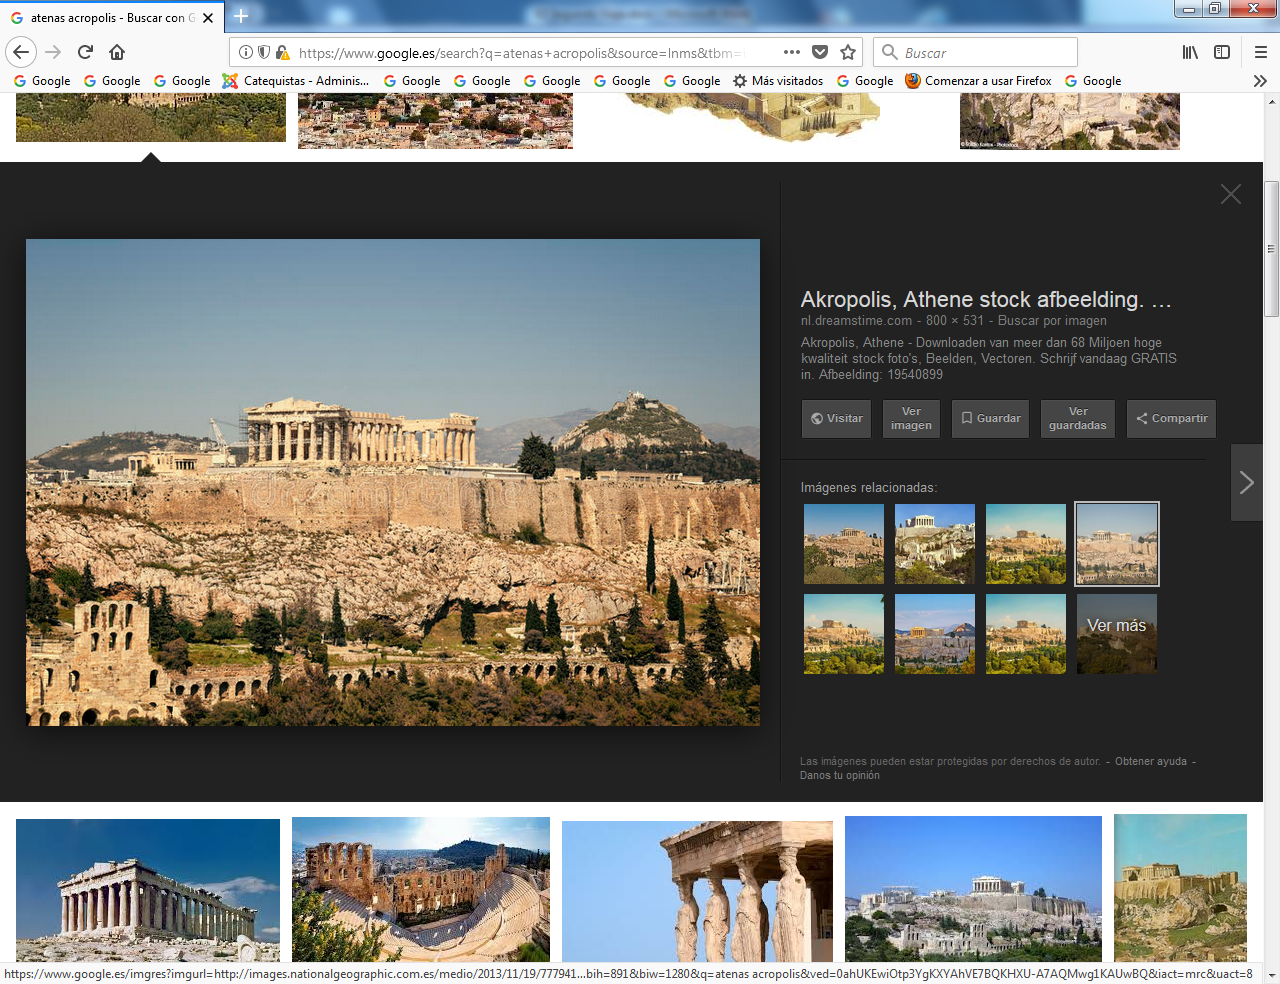 atenas acropolis - Buscar con G
https://www.google.es/search?q=atenas+acropolis&source=lnms&tbm=
Buscar
Google
Google
Google
Catequistas - Adminis...
Google
Google
Google
Google
Google
Más visitados
Google
Comenzar a usar Firefox
Google
Akropolis, Athene stock afbeelding. ...
nl.dreamstime.com - 800 × 531 - Buscar por imagen
Akropolis, Athene - Downloaden van meer dan 68 Miljoen hoge
kwaliteit stock foto's, Beelden, Vectoren. Schrijf vandaag GRATIS
in. Afbeelding: 19540899
Visitar
Ver
imagen
Guardar
Ver
guardadas
Compartir
Imágenes relacionadas:
Ver más
Las imágenes pueden estar protegidas por derechos de autor. - Obtener ayuda -
Danos tu opinión
https://www.google.es/imgres?imgurl=http://images.nationalgeographic.com.es/medio/2013/11/19/777941...bih=891&biw=1280&q=atenas acropolis&ved=0ahUKEwiOtp3YgKXYAhVE7BQKHXU-A7AQMwg1KAUwBQ&iact=mrc&uact=8